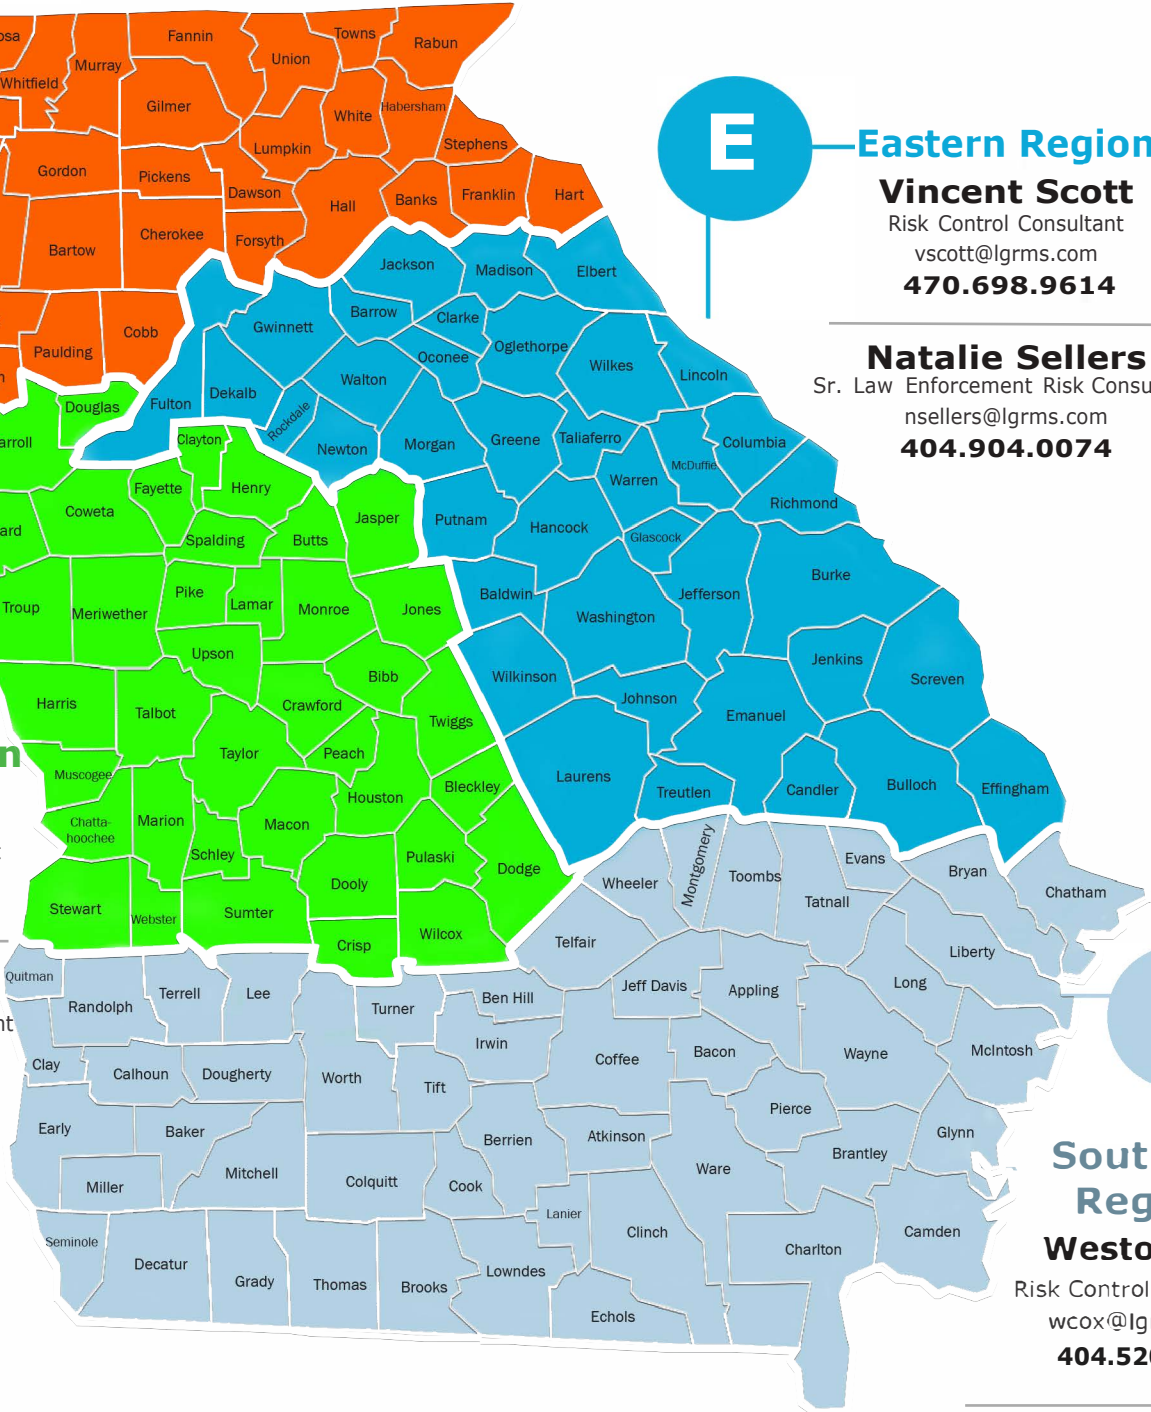 osa
Fannin
Towns
Rabun
Union
Murray
Whitfield
Gilmer
White
Habersham
Lumpkin
Stephens
Gordon
Pickens
Dawson
Hall
Banks
Franklin
Hart
Bartow
Cherokee
Forsyth
Paulding
Cobb
n
E
Eastern Region
Vincent Scott
Risk Control Consultant
vscott@lgrms.com
470.698.9614
Natalie Sellers
Sr. Law Enforcement Risk Consu
nsellers@lgrms.com
404.904.0074
Jackson
Madison
Elbert
Gwinnett
Barrow
Clarke
Oconee
Oglethorpe
Wilkes
Lincoln
Walton
Dekalb
Fulton
Rockdale
Newton
Morgan
Greene
Taliaferro
Columbia
McDuffie
Warren
Richmond
Putnam
Hancock
Glascock
Burke
Baldwin
Washington
Jefferson
Jenkins
Screven
Wilkinson
Johnson
Emanuel
Laurens
Treutlen
Candler
Bulloch
Effingham
Douglas
arroll
Clayton
Fayette
Henry
Coweta
ard
Spalding
Butts
Jasper
Troup
Meriwether
Pike
Lamar
Monroe
Jones
Upson
Bibb
Harris
Talbot
Crawford
Twiggs
Taylor
Peach
n
Muscogee
Houston
Bleckley
Chatta-
hoochee
Marion
Macon
Schley
Pulaski
Dodge
Dooly
Stewart
Webster
Sumter
Crisp
Wilcox
Wheeler
Montgomery
Toombs
Evans
Tatnall
Bryan
Chatham
Telfair
Liberty
Quitman
Randolph
Terrell
Lee
Turner
Ben Hill
Jeff Davis
Appling
Long
nt
Irwin
Coffee
Bacon
Wayne
McIntosh
Clay
Calhoun
Dougherty
Worth
Tift
Pierce
Early
Baker
Berrien
Atkinson
Brantley
Glynn
Miller
Mitchell
Colquitt
Cook
Ware
Lanier
Seminole
Decatur
Grady
Thomas
Brooks
Lowndes
Clinch
Charlton
Camden
Echols
Sout
Reg
Westo
Risk Control
wcox@lg
404.52